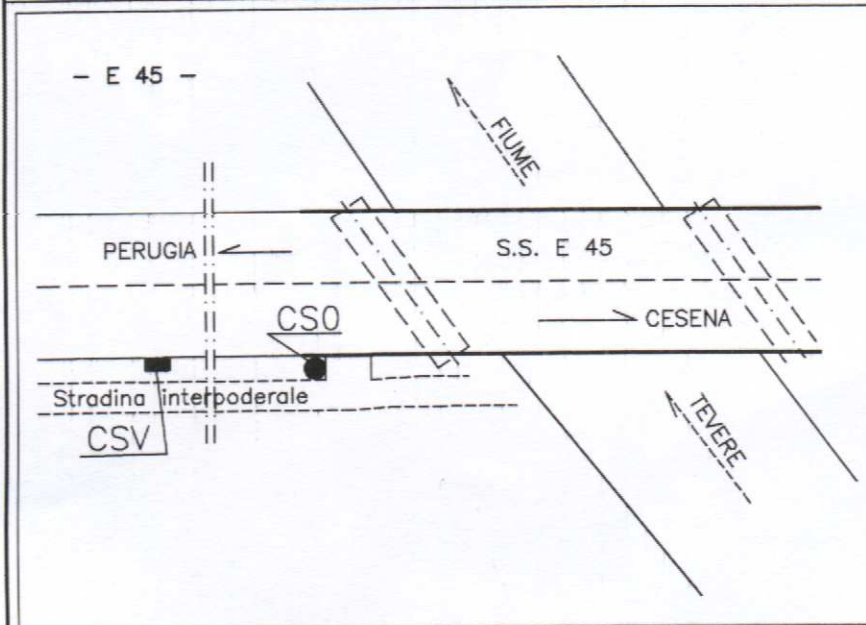 - E 45 -
FIUME
PERUGIA
S.S. E 45
CSO
CESENA
Stradina interpoderale
CSV
TEVERE